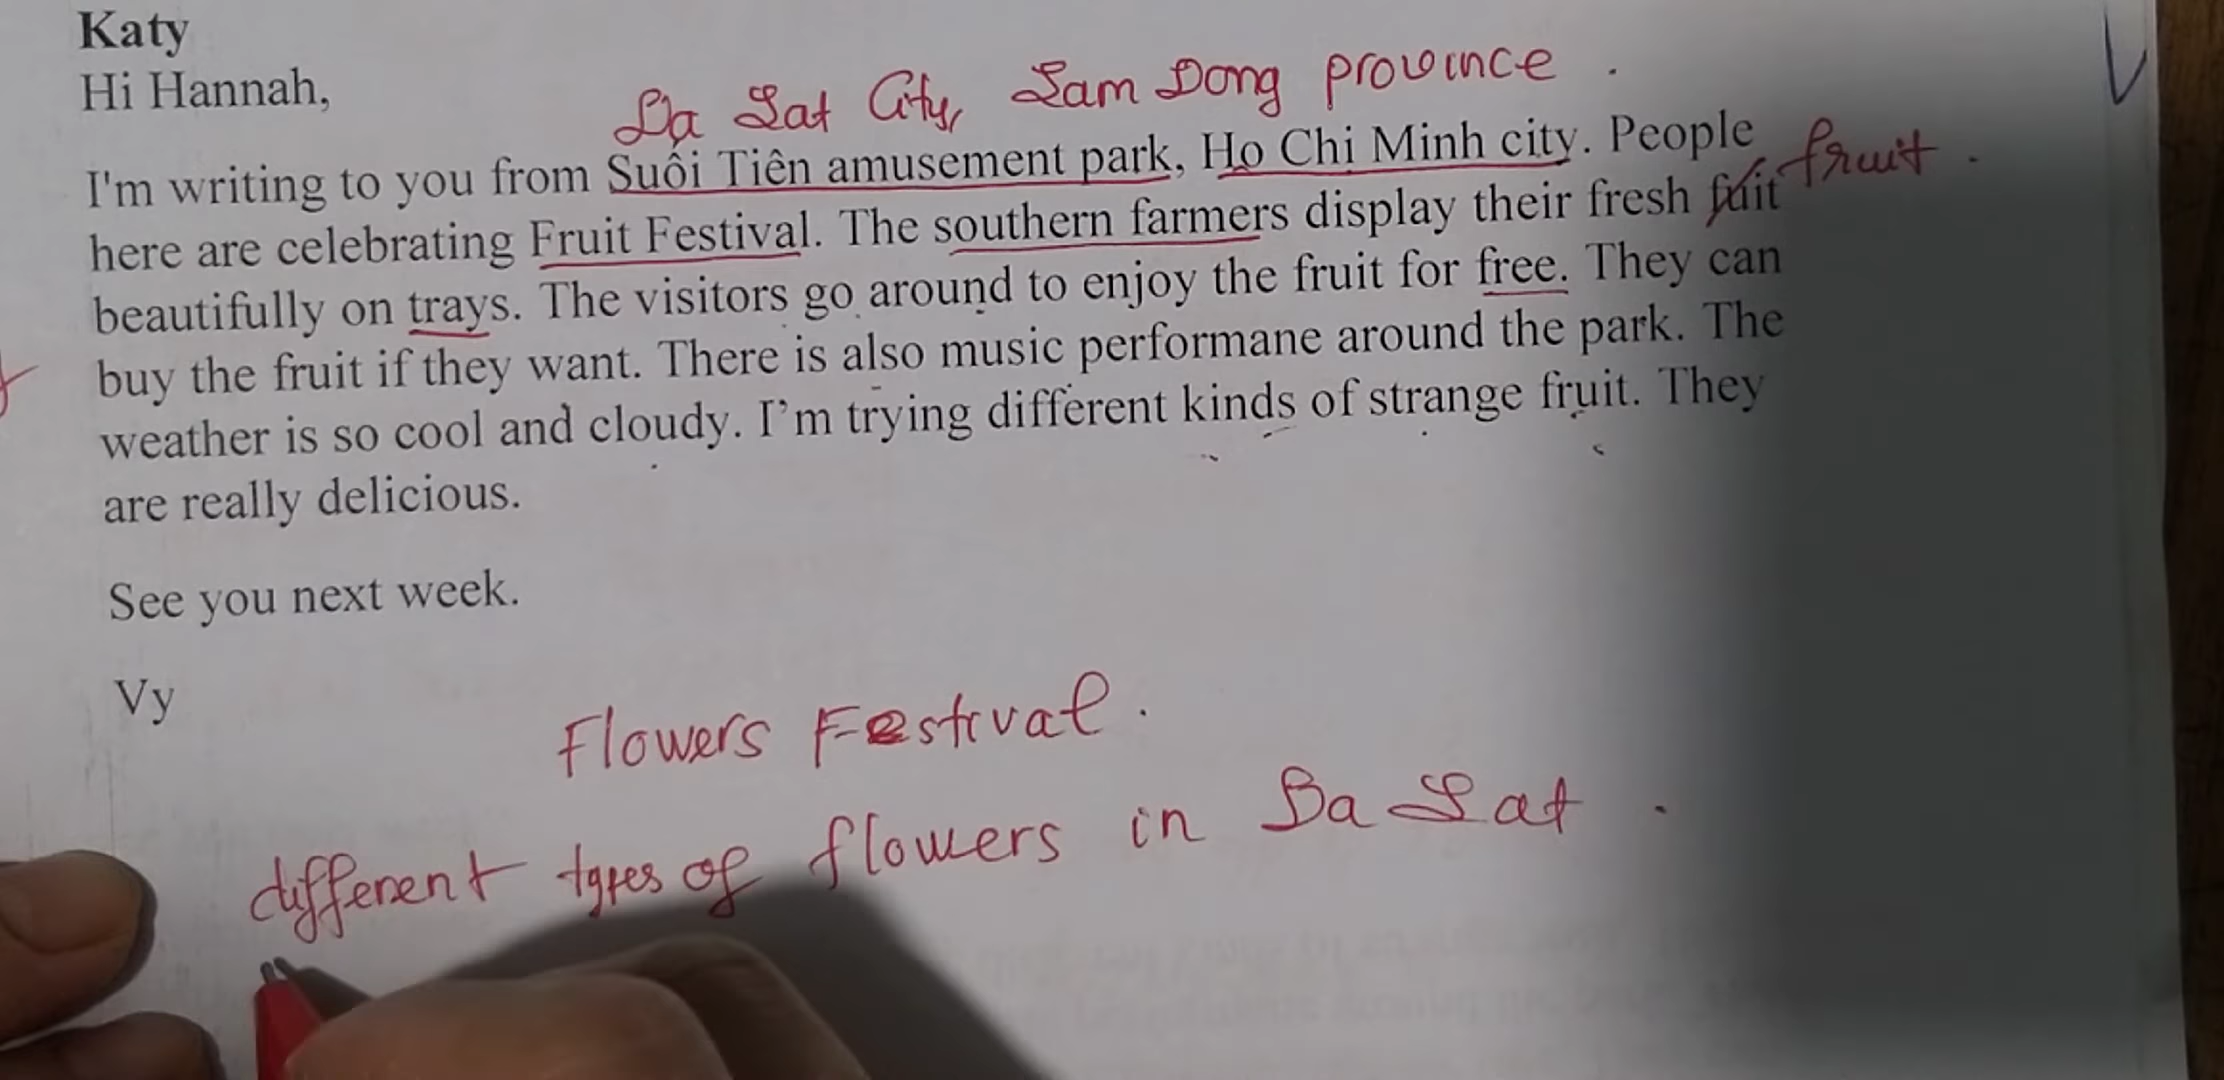 Katy
Hi Hannah,
Da Lat City, Lam Dong province.
I'm writing to you from Suối Tiên amusement park, Ho Chi Minh city. People
fruit.
here are celebrating Fruit Festival. The southern farmers display their fresh fuit
beautifully on trays. The visitors go around to enjoy the fruit for free. They can
buy the fruit if they want. There is also music performane around the park. The
weather is so cool and cloudy. I’m trying different kinds of strange fruit. They
are really delicious.
See you next week.
Vy
Flowers Festival.
different types of flowers in Da Lat.